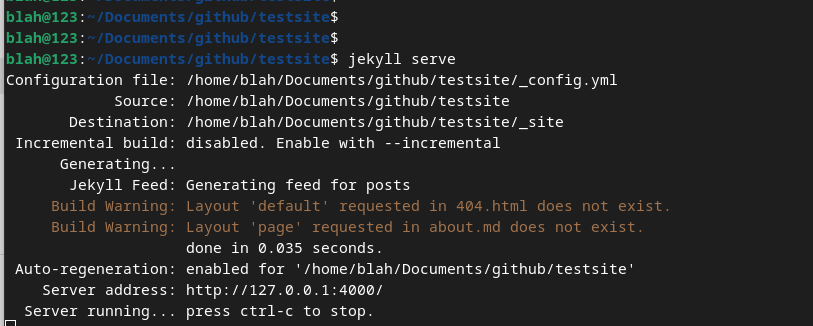 blah@123:~/Documents/github/testsite$
blah@123:~/Documents/github/testsite$
blah@123:~/Documents/github/testsite$ jekyll serve
Configuration file: /home/blah/Documents/github/testsite/_config.yml
Source: /home/blah/Documents/github/testsite
Destination: /home/blah/Documents/github/testsite/_site
Incremental build: disabled. Enable with --incremental
Generating...
Jekyll Feed: Generating feed for posts
Build Warning: Layout 'default' requested in 404.html does not exist.
Build Warning: Layout 'page' requested in about.md does not exist.
done in 0.035 seconds.
Auto-regeneration: enabled for '/home/blah/Documents/github/testsite'
Server address: http://127.0.0.1:4000/
Server running... press ctrl-c to stop.